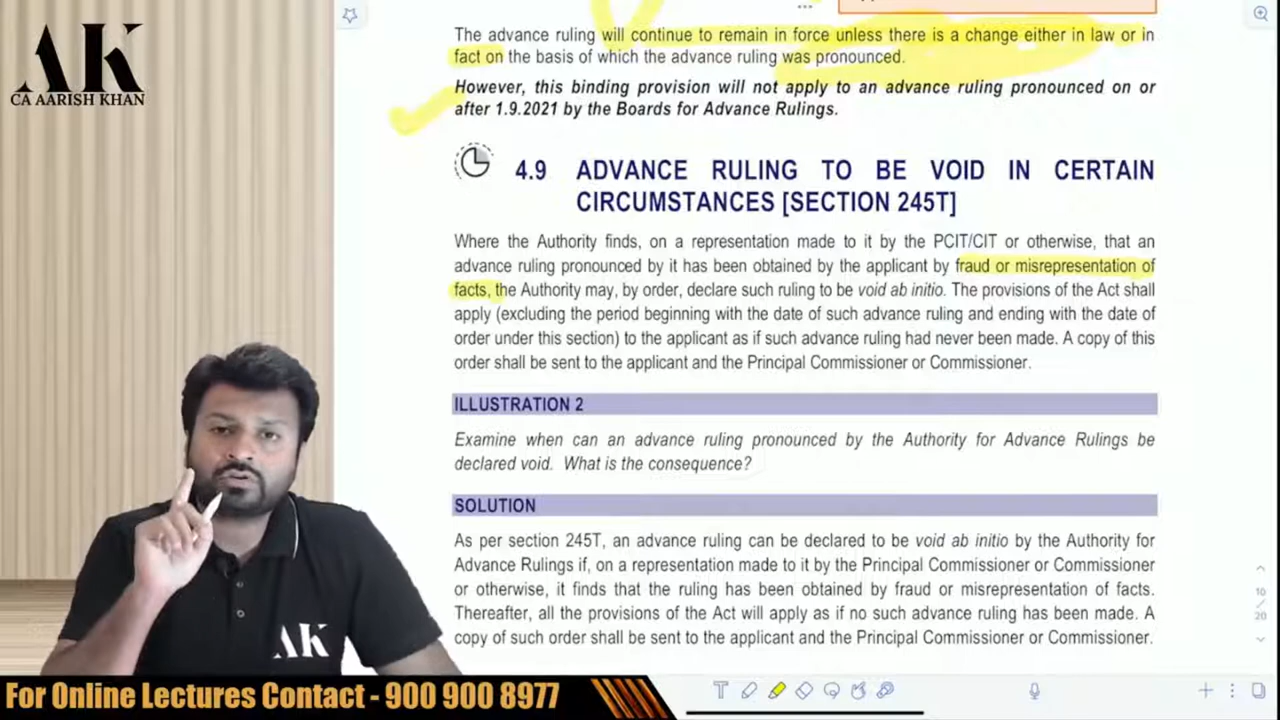 AK
CA AARISH KHAN
The advance ruling will continue to remain in force unless there is a change either in law or in
fact on the basis of which the advance ruling was pronounced.
However, this binding provision will not apply to an advance ruling pronounced on or
after 1.9.2021 by the Boards for Advance Rulings.
4.9 ADVANCE RULING TO BE VOID IN CERTAIN
CIRCUMSTANCES [SECTION 245T]
Where the Authority finds, on a representation made to it by the PCIT/CIT or otherwise, that an
advance ruling pronounced by it has been obtained by the applicant by fraud or misrepresentation of
facts, the Authority may, by order, declare such ruling to be void ab initio. The provisions of the Act shall
apply (excluding the period beginning with the date of such advance ruling and ending with the date of
order under this section) to the applicant as if such advance ruling had never been made. A copy of this
order shall be sent to the applicant and the Principal Commissioner or Commissioner.
ILLUSTRATION 2
Examine when can an advance ruling pronounced by the Authority for Advance Rulings be
declared void. What is the consequence?
SOLUTION
As per section 245T, an advance ruling can be declared to be void ab initio by the Authority for
Advance Rulings if, on a representation made to it by the Principal Commissioner or Commissioner
or otherwise, it finds that the ruling has been obtained by fraud or misrepresentation of facts.
Thereafter, all the provisions of the Act will apply as if no such advance ruling has been made. A
copy of such order shall be sent to the applicant and the Principal Commissioner or Commissioner.
10
20
AK
For Online Lectures Contact - 900 900 8977